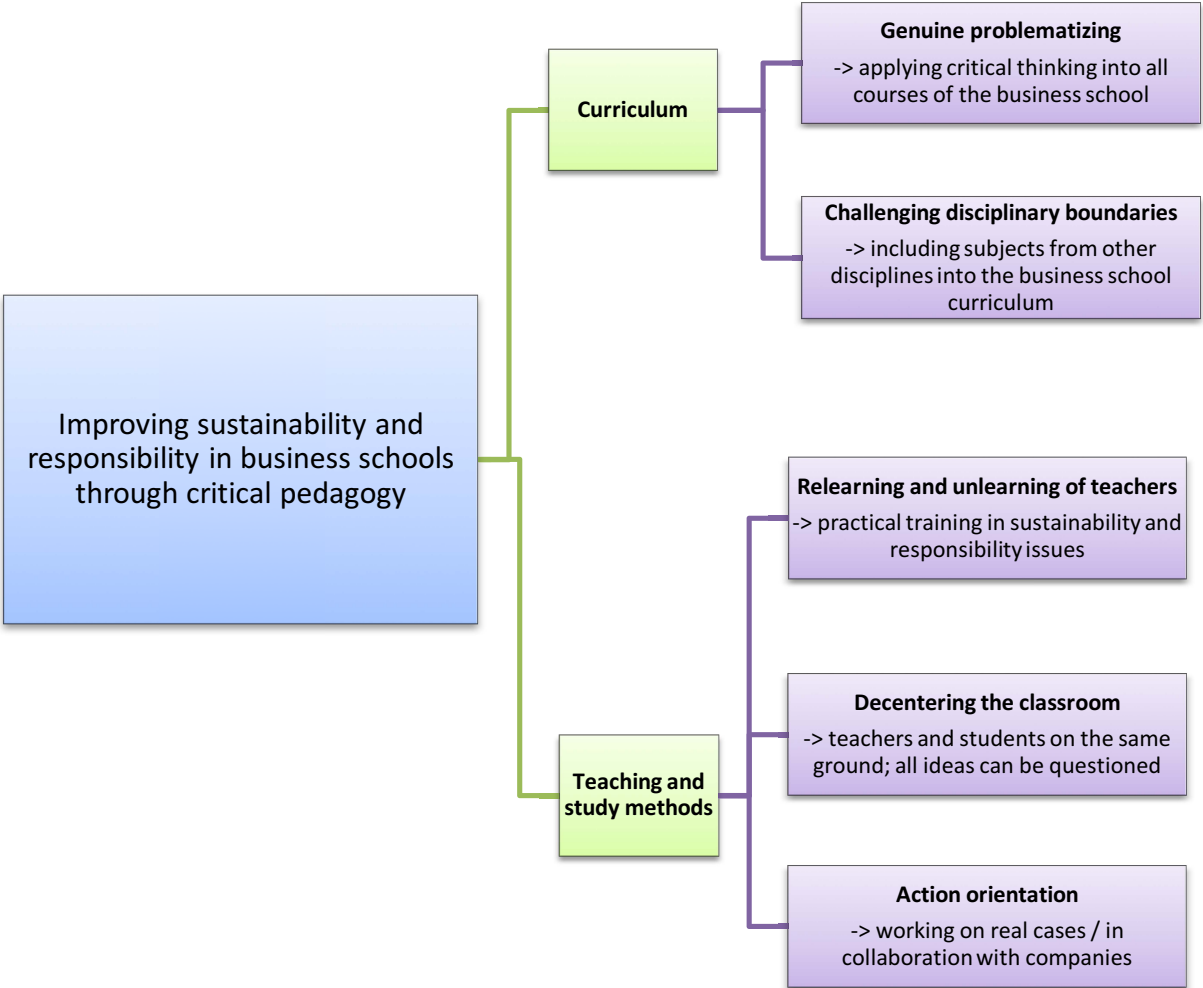 Genuine problematizing
-> applying critical thinking into all
courses of the business school
Curriculum
Challenging disciplinary boundaries
-> including subjects from other
disciplines into the business school
curriculum
Improving sustainability and
responsibility in business schools
through critical pedagogy
Relearning and unlearning of teachers
-> practical training in sustainability and
responsibility issues
Decentering the classroom
-> teachers and students on the same
ground; all ideas can be questioned
Teaching and
study methods
Action orientation
-> working on real cases / in
collaboration with companies